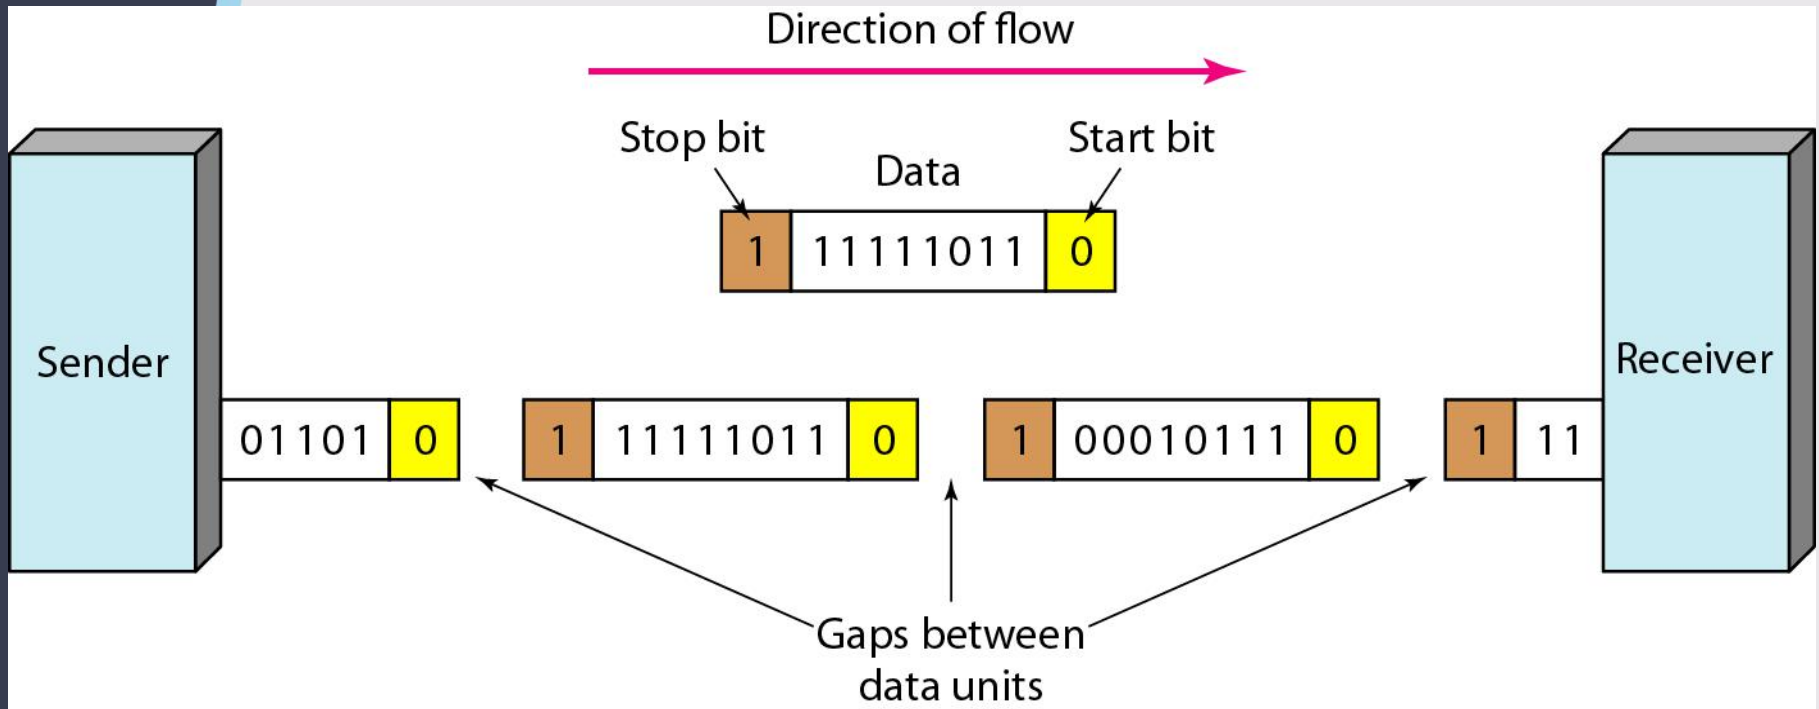 Direction of flow
Stop bit
Start bit
Data
1 11111011 0
Sender
Receiver
01101 0 1 11111011 0 1 00010111 0 1 11
Gaps between
data units